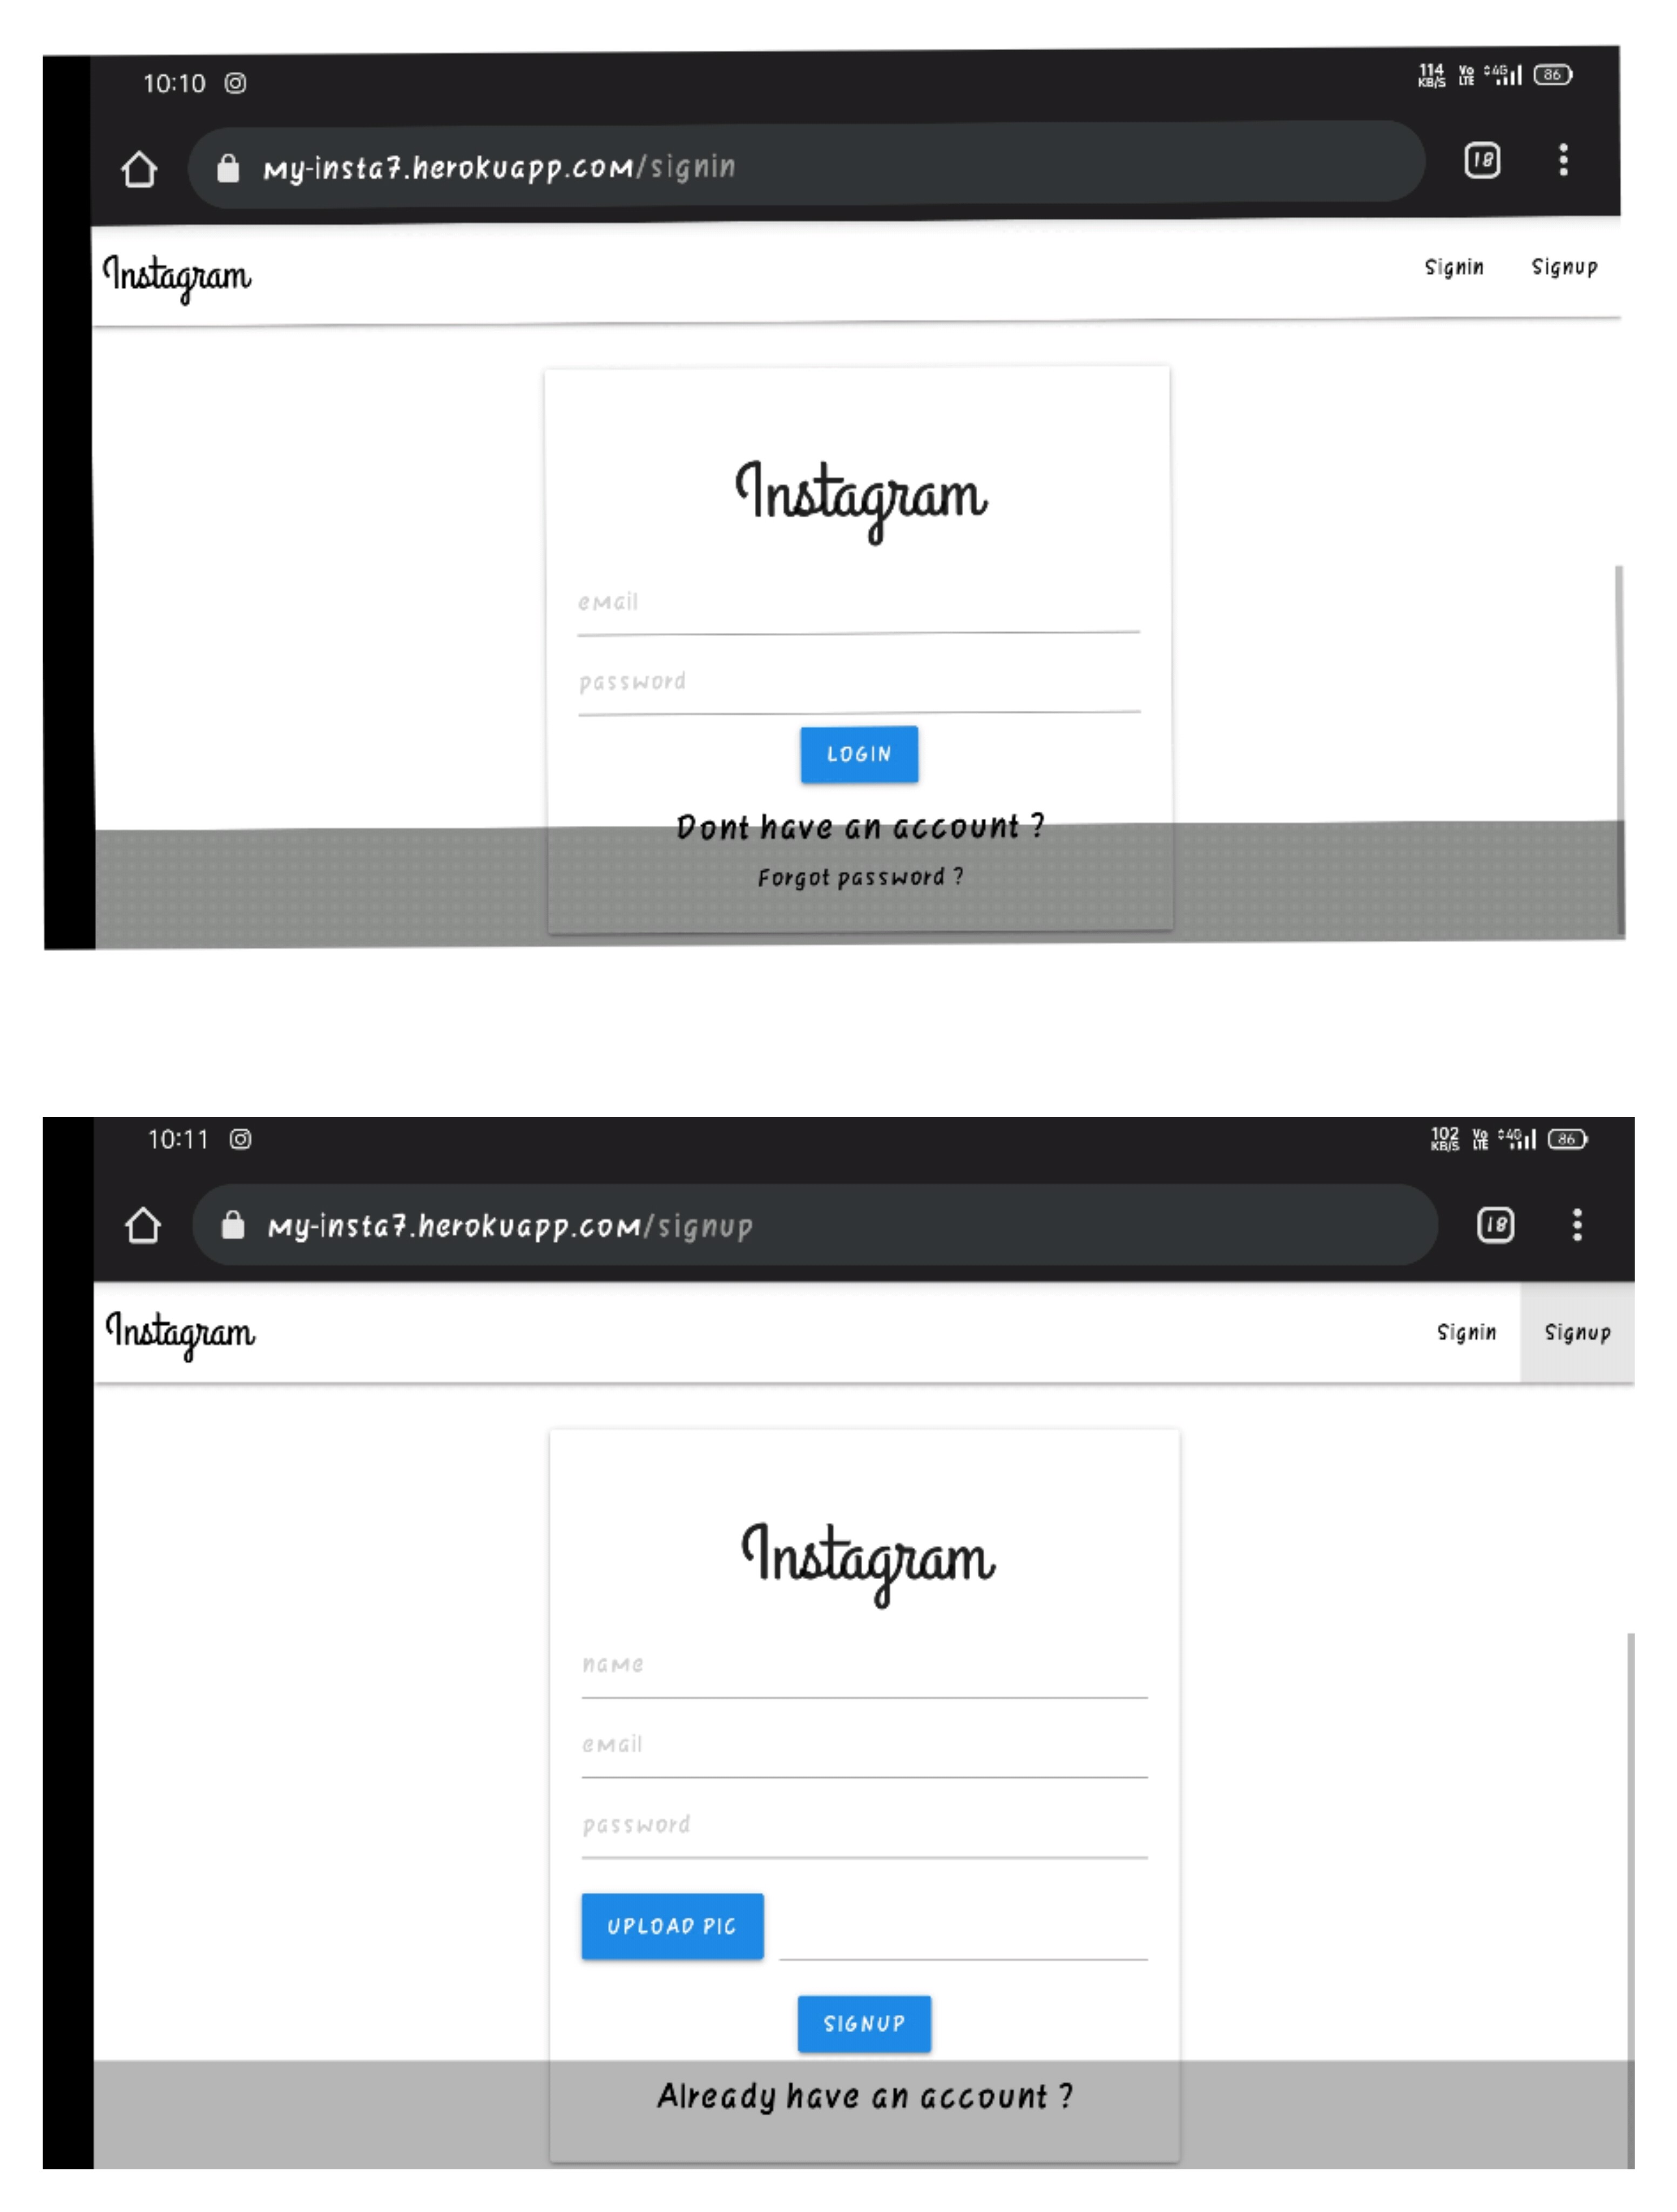 10:10 114 KB/S Vo LTE 4G 86
my-insta7.herokuapp.com/signin 18
Instagram Signin Signup
Instagram
email
password
LOGIN
Dont have an account ?
Forgot password ?
10:11 102 KB/S Vo LTE 4G 86
my-insta7.herokuapp.com/signup 18
Instagram Signin Signup
Instagram
name
email
password
UPLOAD PIC
SIGNUP
Already have an account ?